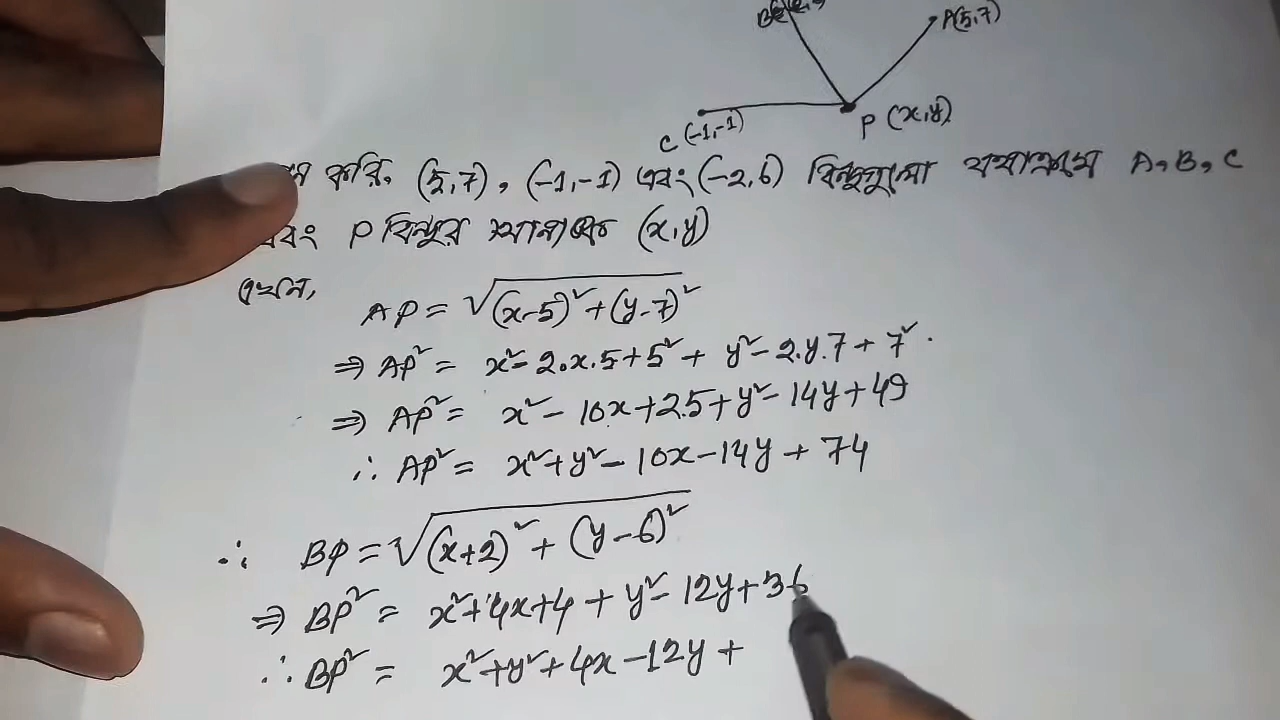 P(5,7)
C (-1,-1)
P (x,y)
করি, (5,7), (-1,-1) এবং (-2,6) বিন্দুগুলো যথাক্রমে A, B, C
এবং P বিন্দুর স্থানাঙ্ক (x,y)
এখন,
AP = √(x-5)² + (y-7)²
⇒ AP² = x² - 2.x.5 + 5² + y² - 2.y.7 + 7².
⇒ AP² = x² - 10x + 25 + y² - 14y + 49
∴ AP² = x² + y² - 10x - 14y + 74
∴ BP = √(x+2)² + (y-6)²
⇒ BP² = x² + 4x + 4 + y² - 12y + 36
∴ BP² = x² + y² + 4x - 12y +